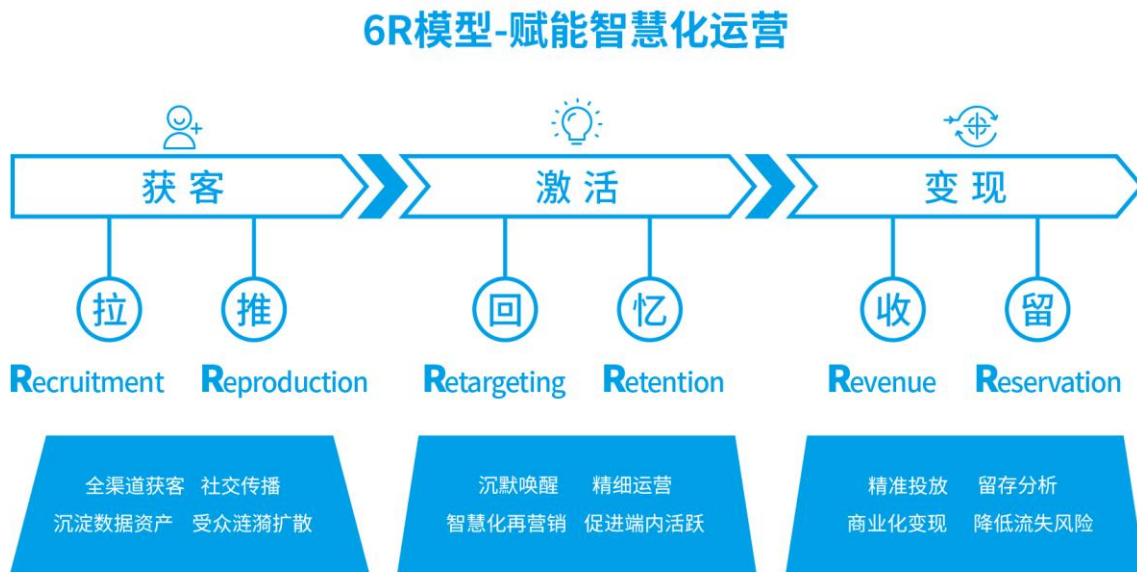 6R模型-赋能智慧化运营
获客
激活
变现
拉
推
回
忆
收
留
Recruitment
Reproduction
Retargeting
Retention
Revenue
Reservation
全渠道获客 社交传播
沉淀数据资产 受众涟漪扩散
沉默唤醒 精细运营
智慧化再营销 促进端内活跃
精准投放 留存分析
商业化变现 降低流失风险